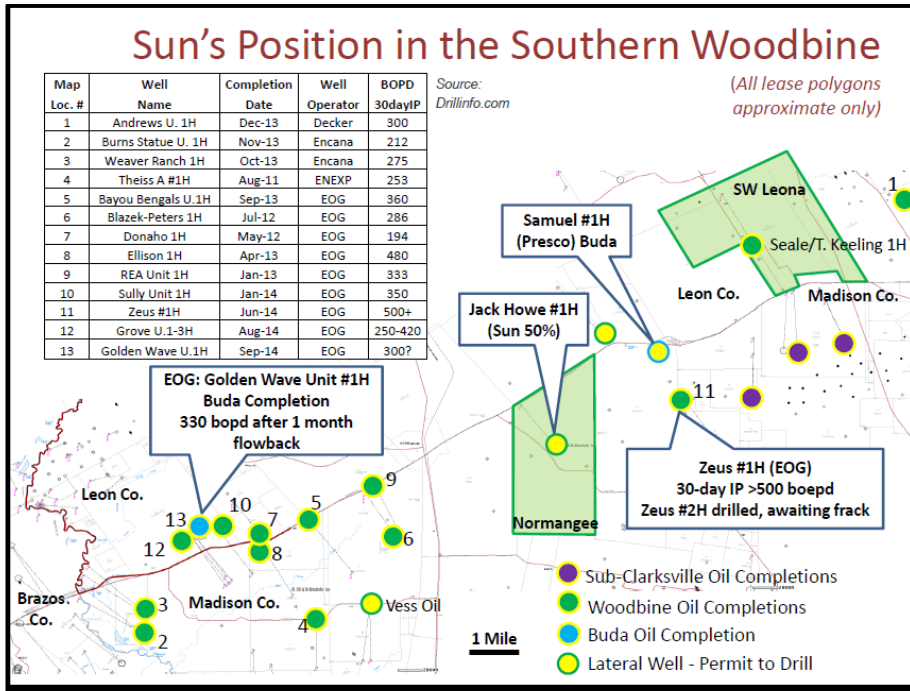 Sun's Position in the Southern Woodbine
Map Well Completion Well BOPD
Loc. # Name Date Operator 30dayIP
1 Andrews U. 1H Dec-13 Decker 300
2 Burns Statue U. 1H Nov-13 Encana 212
3 Weaver Ranch 1H Oct-13 Encana 275
4 Theiss A #1H Aug-11 ENEXP 253
5 Bayou Bengals U.1H Sep-13 EOG 360
6 Blazek-Peters 1H Jul-12 EOG 286
7 Donaho 1H May-12 EOG 194
8 Ellison 1H Apr-13 EOG 480
9 REA Unit 1H Jan-13 EOG 333
10 Sully Unit 1H Jan-14 EOG 350
11 Zeus #1H Jun-14 EOG 500+
12 Grove U.1-3H Aug-14 EOG 250-420
13 Golden Wave U.1H Sep-14 EOG 300?
Source:
Drillinfo.com
(All lease polygons
approximate only)
SW Leona
1
Samuel #1H
(Presco) Buda
Seale/T. Keeling 1H
Leon Co.
Madison Co.
Jack Howe #1H
(Sun 50%)
EOG: Golden Wave Unit #1H
Buda Completion
330 bopd after 1 month
flowback
11
Zeus #1H (EOG)
30-day IP >500 boepd
Zeus #2H drilled, awaiting frack
Leon Co.
9
13
10
7
5
Normangee
12
8
6
Brazos
Co.
3
Madison Co.
2
4
Vess Oil
1 Mile
Sub-Clarksville Oil Completions
Woodbine Oil Completions
Buda Oil Completion
Lateral Well - Permit to Drill